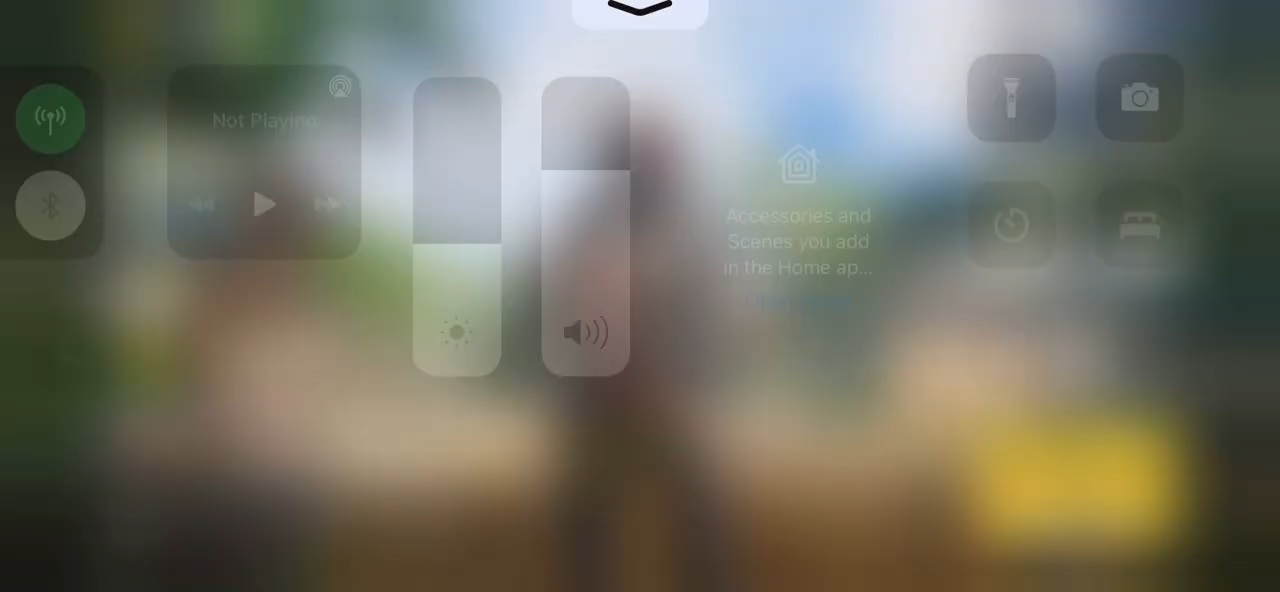 Not Playing
Accessories and
Scenes you add
in the Home ap...